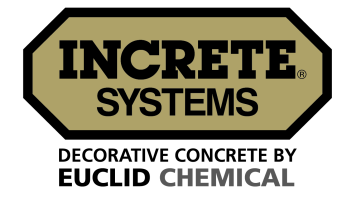 INCRETE®
SYSTEMS
DECORATIVE CONCRETE BY
EUCLID CHEMICAL